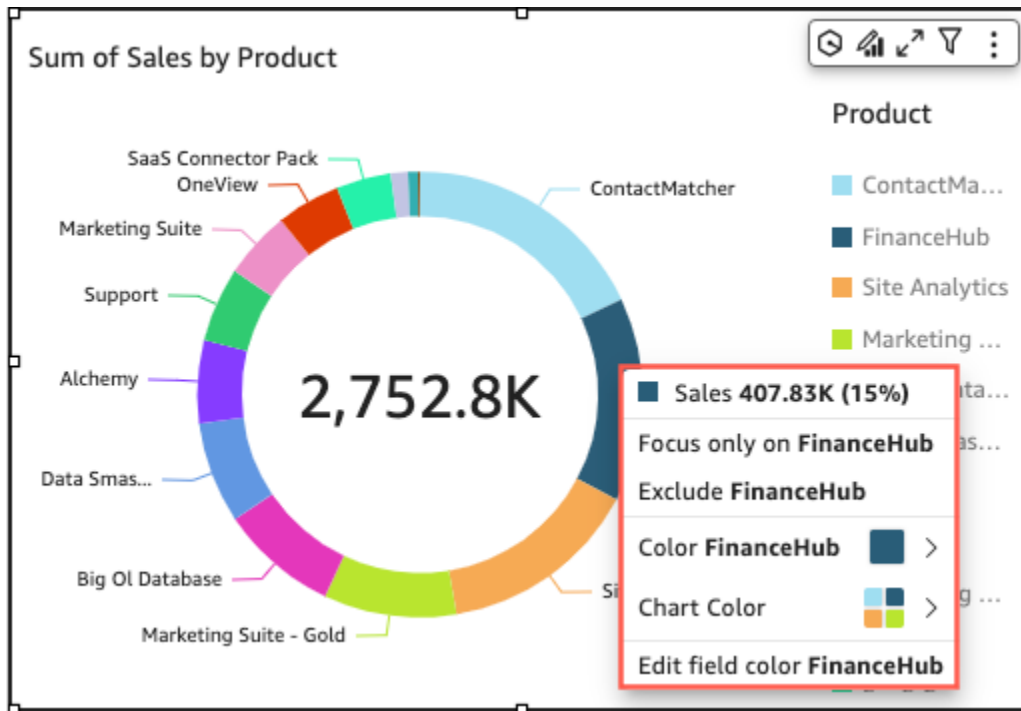 Sum of Sales by Product
Product
SaaS Connector Pack
OneView
Marketing Suite
Support
Alchemy
Data Smas...
Big Ol Database
Marketing Suite - Gold
ContactMatcher
2,752.8K
ContactMa...
FinanceHub
Site Analytics
Marketing ...
Sales 407.83K (15%)
Focus only on FinanceHub
Exclude FinanceHub
Color FinanceHub
Chart Color
Edit field color FinanceHub